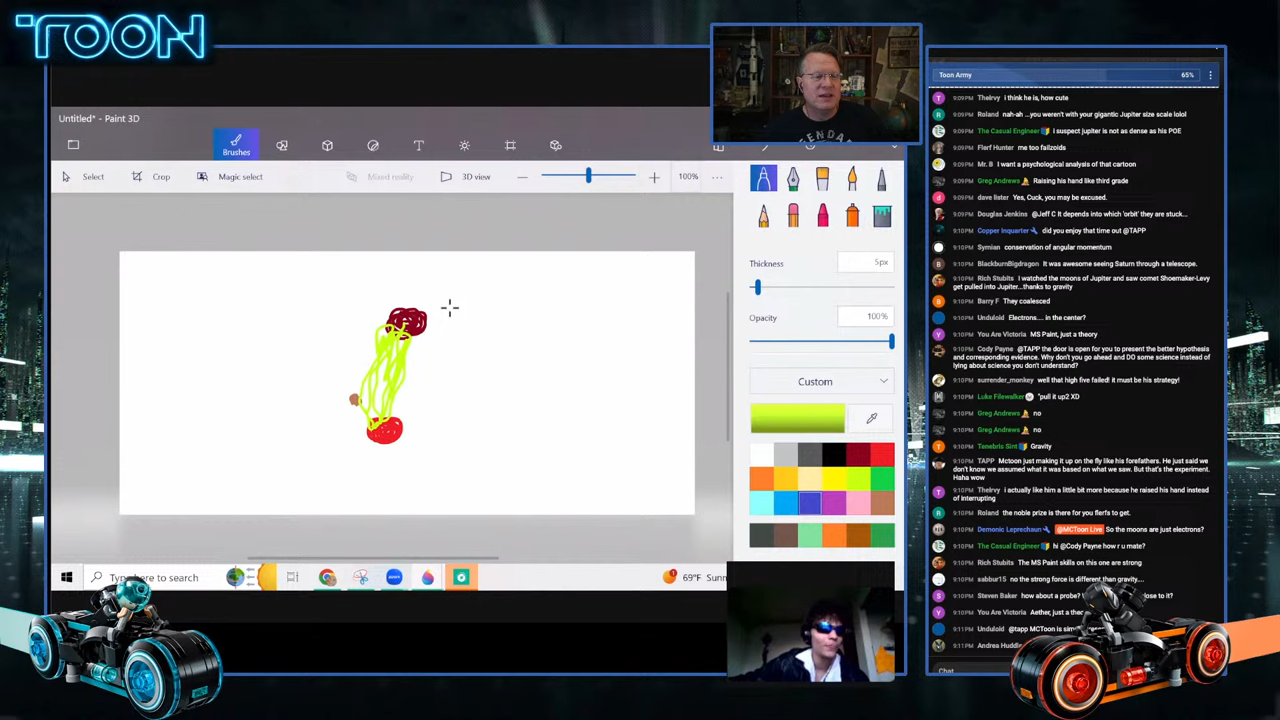 TOON
Untitled* - Paint 3D
Brushes
Select
Crop
Magic select
Mixed reality
3D view
100%
Thickness
5px
Opacity
100%
Custom
Type here to search
69°F Sunn
Toon Army
65%
9:09PM TheIrvy i think he is, how cute
9:09PM Roland nah-ah ...you weren't with your gigantic Jupiter size scale lolol
9:09PM The Casual Engineer i suspect jupiter is not as dense as his POE
9:09PM Flerf Hunter me too failzoids
9:09PM Mr. B I want a psychological analysis of that cartoon
9:09PM Greg Andrews Raising his hand like third grade
9:09PM dave lister Yes, Cuck, you may be excused.
9:09PM Douglas Jenkins @Jeff C It depends into which 'orbit' they are stuck...
9:10PM Copper Inquarter did you enjoy that time out @TAPP
9:10PM Symian conservation of angular momentum
9:10PM BlackburnBigdragon It was awesome seeing Saturn through a telescope.
9:10PM Rich Stubits I watched the moons of Jupiter and saw comet Shoemaker-Levy
get pulled into Jupiter...thanks to gravity
9:10PM Barry F They coalesced
9:10PM Unduloid Electrons.... in the center?
9:10PM You Are Victoria MS Paint, just a theory
9:10PM Cody Payne @TAPP the door is open for you to present the better hypothesis
and corresponding evidence. Why don't you go ahead and DO some science instead of
lying about science you don't understand?
9:10PM surrender_monkey well that high five failed! it must be his strategy!
9:10PM Luke Filewalker "pull it up2 XD
9:10PM Greg Andrews no
9:10PM Greg Andrews no
9:10PM Tenebris Sint Gravity
9:10PM TAPP Mctoon just making it up on the fly like his forefathers. He just said we
don't know we assumed what it was based on what we saw. But that's the experiment.
Haha wow
9:10PM TheIrvy i actually like him a little bit more because he raised his hand instead
of interrupting
9:10PM Roland the noble prize is there for you flerfs to get.
9:10PM Demonic Leprechaun @MCToon Live So the moons are just electrons?
9:10PM The Casual Engineer hi @Cody Payne how r u mate?
9:10PM Rich Stubits The MS Paint skills on this one are strong
9:10PM sabbur15 no the strong force is different than gravity....
9:10PM Steven Baker how about a probe? close to it?
9:10PM You Are Victoria Aether, just a
9:11PM Unduloid @tapp MCToon is
9:11PM Andrea Huddle
Chat